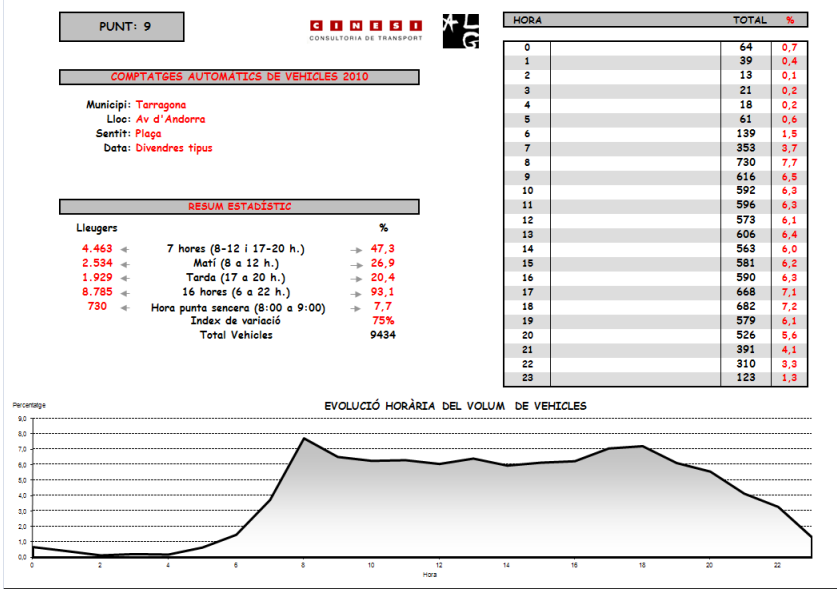 PUNT: 9
CINESI
CONSULTORIA DE TRANSPORT
ALG
COMPTATGES AUTOMÀTICS DE VEHICLES 2010
Municipi: Tarragona
Lloc: Av d'Andorra
Sentit: Plaça
Data: Divendres tipus
RESUM ESTADÍSTIC
Lleugers %
4.463 7 hores (8-12 i 17-20 h.) 47,3
2.534 Matí (8 a 12 h.) 26,9
1.929 Tarda (17 a 20 h.) 20,4
8.785 16 hores (6 a 22 h.) 93,1
730 Hora punta sencera (8:00 a 9:00) 7,7
Index de variació 75%
Total Vehicles 9434
HORA TOTAL %
0 64 0,7
1 39 0,4
2 13 0,1
3 21 0,2
4 18 0,2
5 61 0,6
6 139 1,5
7 353 3,7
8 730 7,7
9 616 6,5
10 592 6,3
11 596 6,3
12 573 6,1
13 606 6,4
14 563 6,0
15 581 6,2
16 590 6,3
17 668 7,1
18 682 7,2
19 579 6,1
20 526 5,6
21 391 4,1
22 310 3,3
23 123 1,3
EVOLUCIÓ HORÀRIA DEL VOLUM DE VEHICLES
Percentatge
9,0
8,0
7,0
6,0
5,0
4,0
3,0
2,0
1,0
0,0
0 2 4 6 8 10 12 14 16 18 20 22
Hora